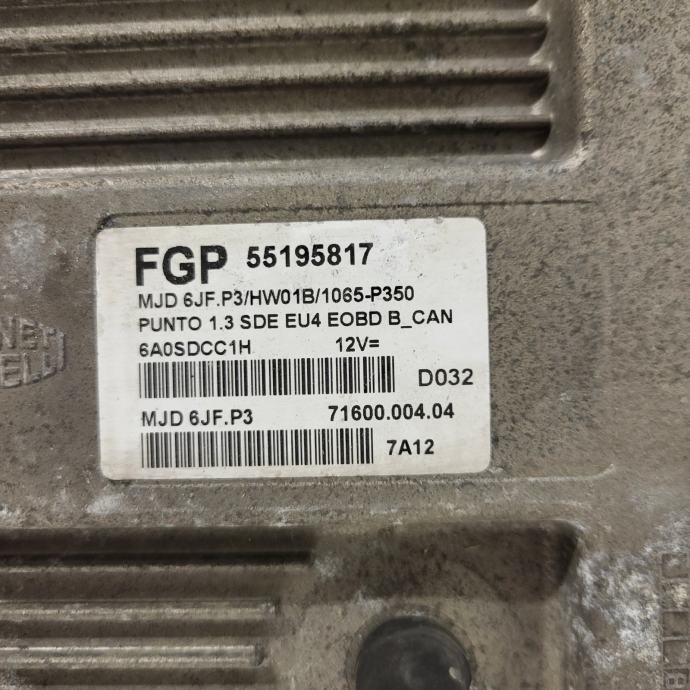 FGP 55195817
MJD 6JF.P3/HW01B/1065-P350
PUNTO 1.3 SDE EU4 EOBD B_CAN
6A0SDCC1H 12V=
D032
MJD 6JF.P3 71600.004.04
7A12